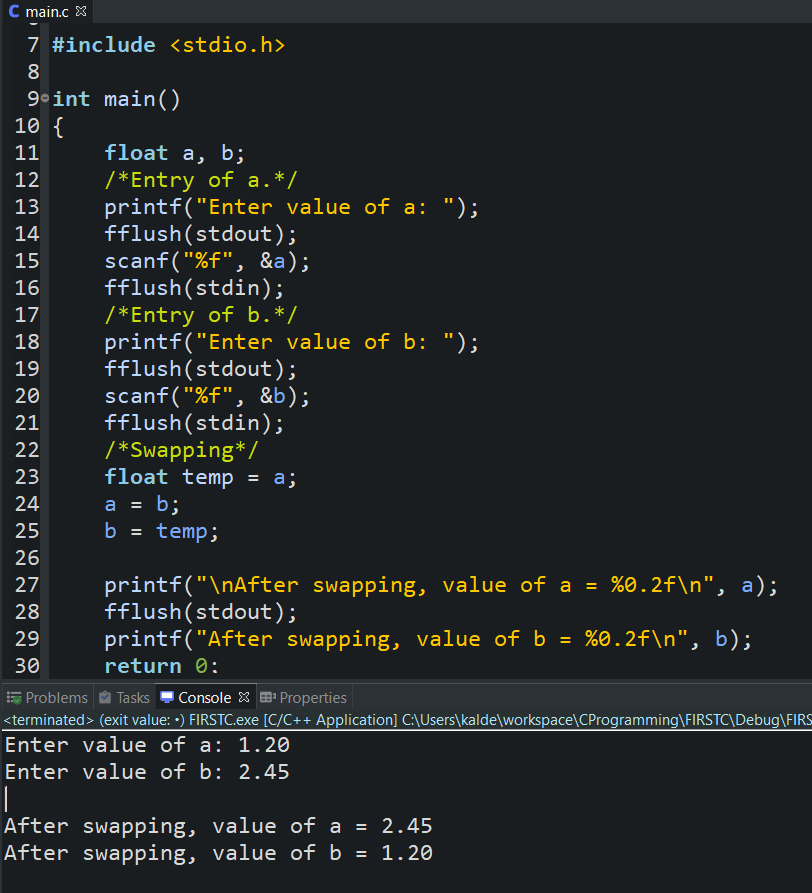 main.c
7 #include <stdio.h>
8
9 int main()
10 {
11     float a, b;
12     /*Entry of a.*/
13     printf("Enter value of a: ");
14     fflush(stdout);
15     scanf("%f", &a);
16     fflush(stdin);
17     /*Entry of b.*/
18     printf("Enter value of b: ");
19     fflush(stdout);
20     scanf("%f", &b);
21     fflush(stdin);
22     /*Swapping*/
23     float temp = a;
24     a = b;
25     b = temp;
26
27     printf("\nAfter swapping, value of a = %0.2f\n", a);
28     fflush(stdout);
29     printf("After swapping, value of b = %0.2f\n", b);
30     return 0:
Problems Tasks Console Properties
<terminated> (exit value: •) FIRSTC.exe [C/C++ Application] C:\Users\kalde\workspace\CProgramming\FIRSTC\Debug\FIRS
Enter value of a: 1.20
Enter value of b: 2.45

After swapping, value of a = 2.45
After swapping, value of b = 1.20